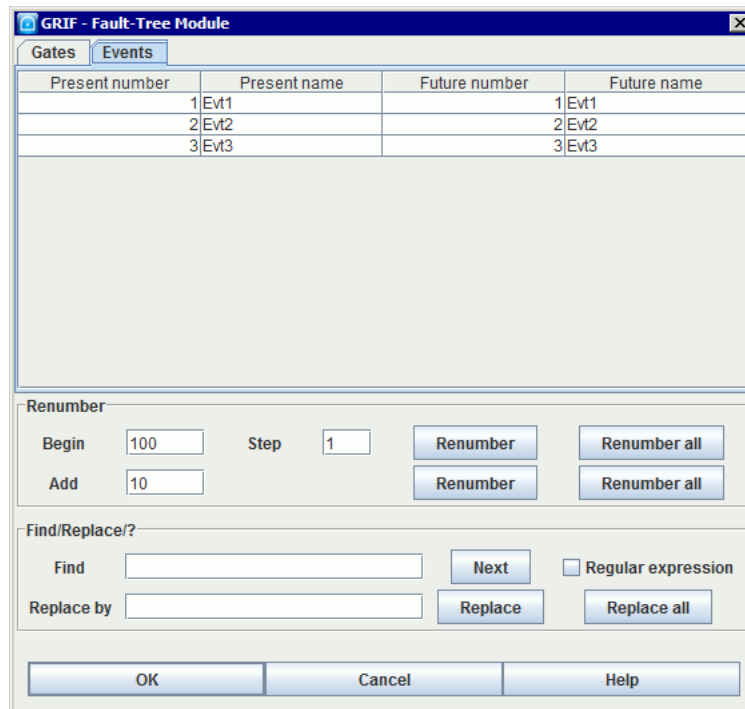 GRIF - Fault-Tree Module
Gates Events
Present number Present name Future number Future name
1 Evt1 1 Evt1
2 Evt2 2 Evt2
3 Evt3 3 Evt3
Renumber
Begin 100 Step 1 Renumber Renumber all
Add 10 Renumber Renumber all
Find/Replace/?
Find Next Regular expression
Replace by Replace Replace all
OK Cancel Help